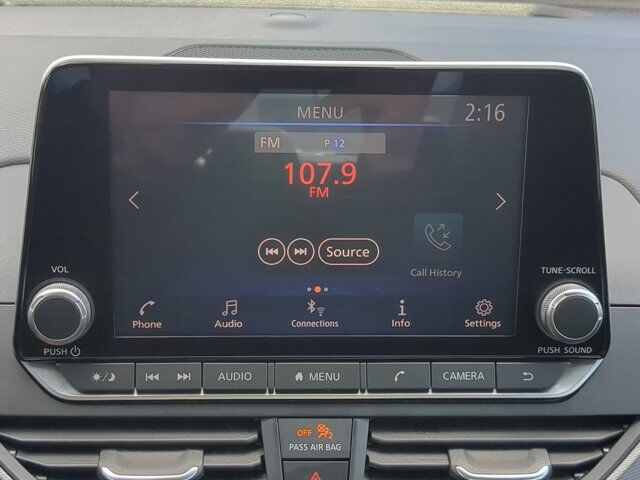 MENU 2:16
FM P 12
107.9
FM
Source
Call History
Phone Audio Connections Info Settings
VOL
PUSH
TUNE·SCROLL
PUSH SOUND
AUDIO MENU CAMERA
OFF 2
PASS AIR BAG